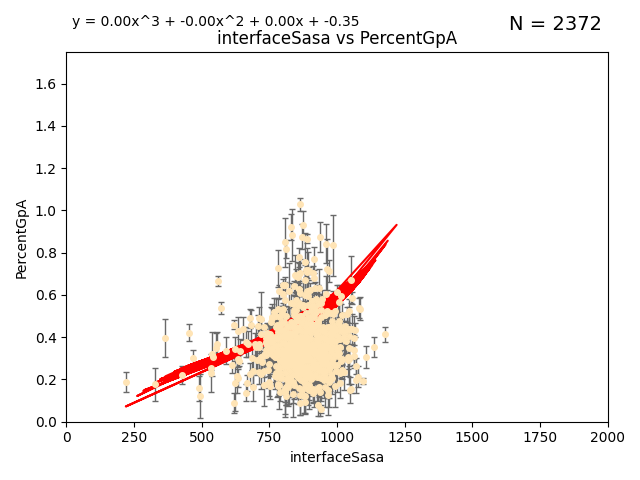 y = 0.00x^3 + -0.00x^2 + 0.00x + -0.35
N = 2372
interfaceSasa vs PercentGpA
1.6
1.4
1.2
1.0
0.8
0.6
0.4
0.2
0.0
PercentGpA
0 250 500 750 1000 1250 1500 1750 2000
interfaceSasa